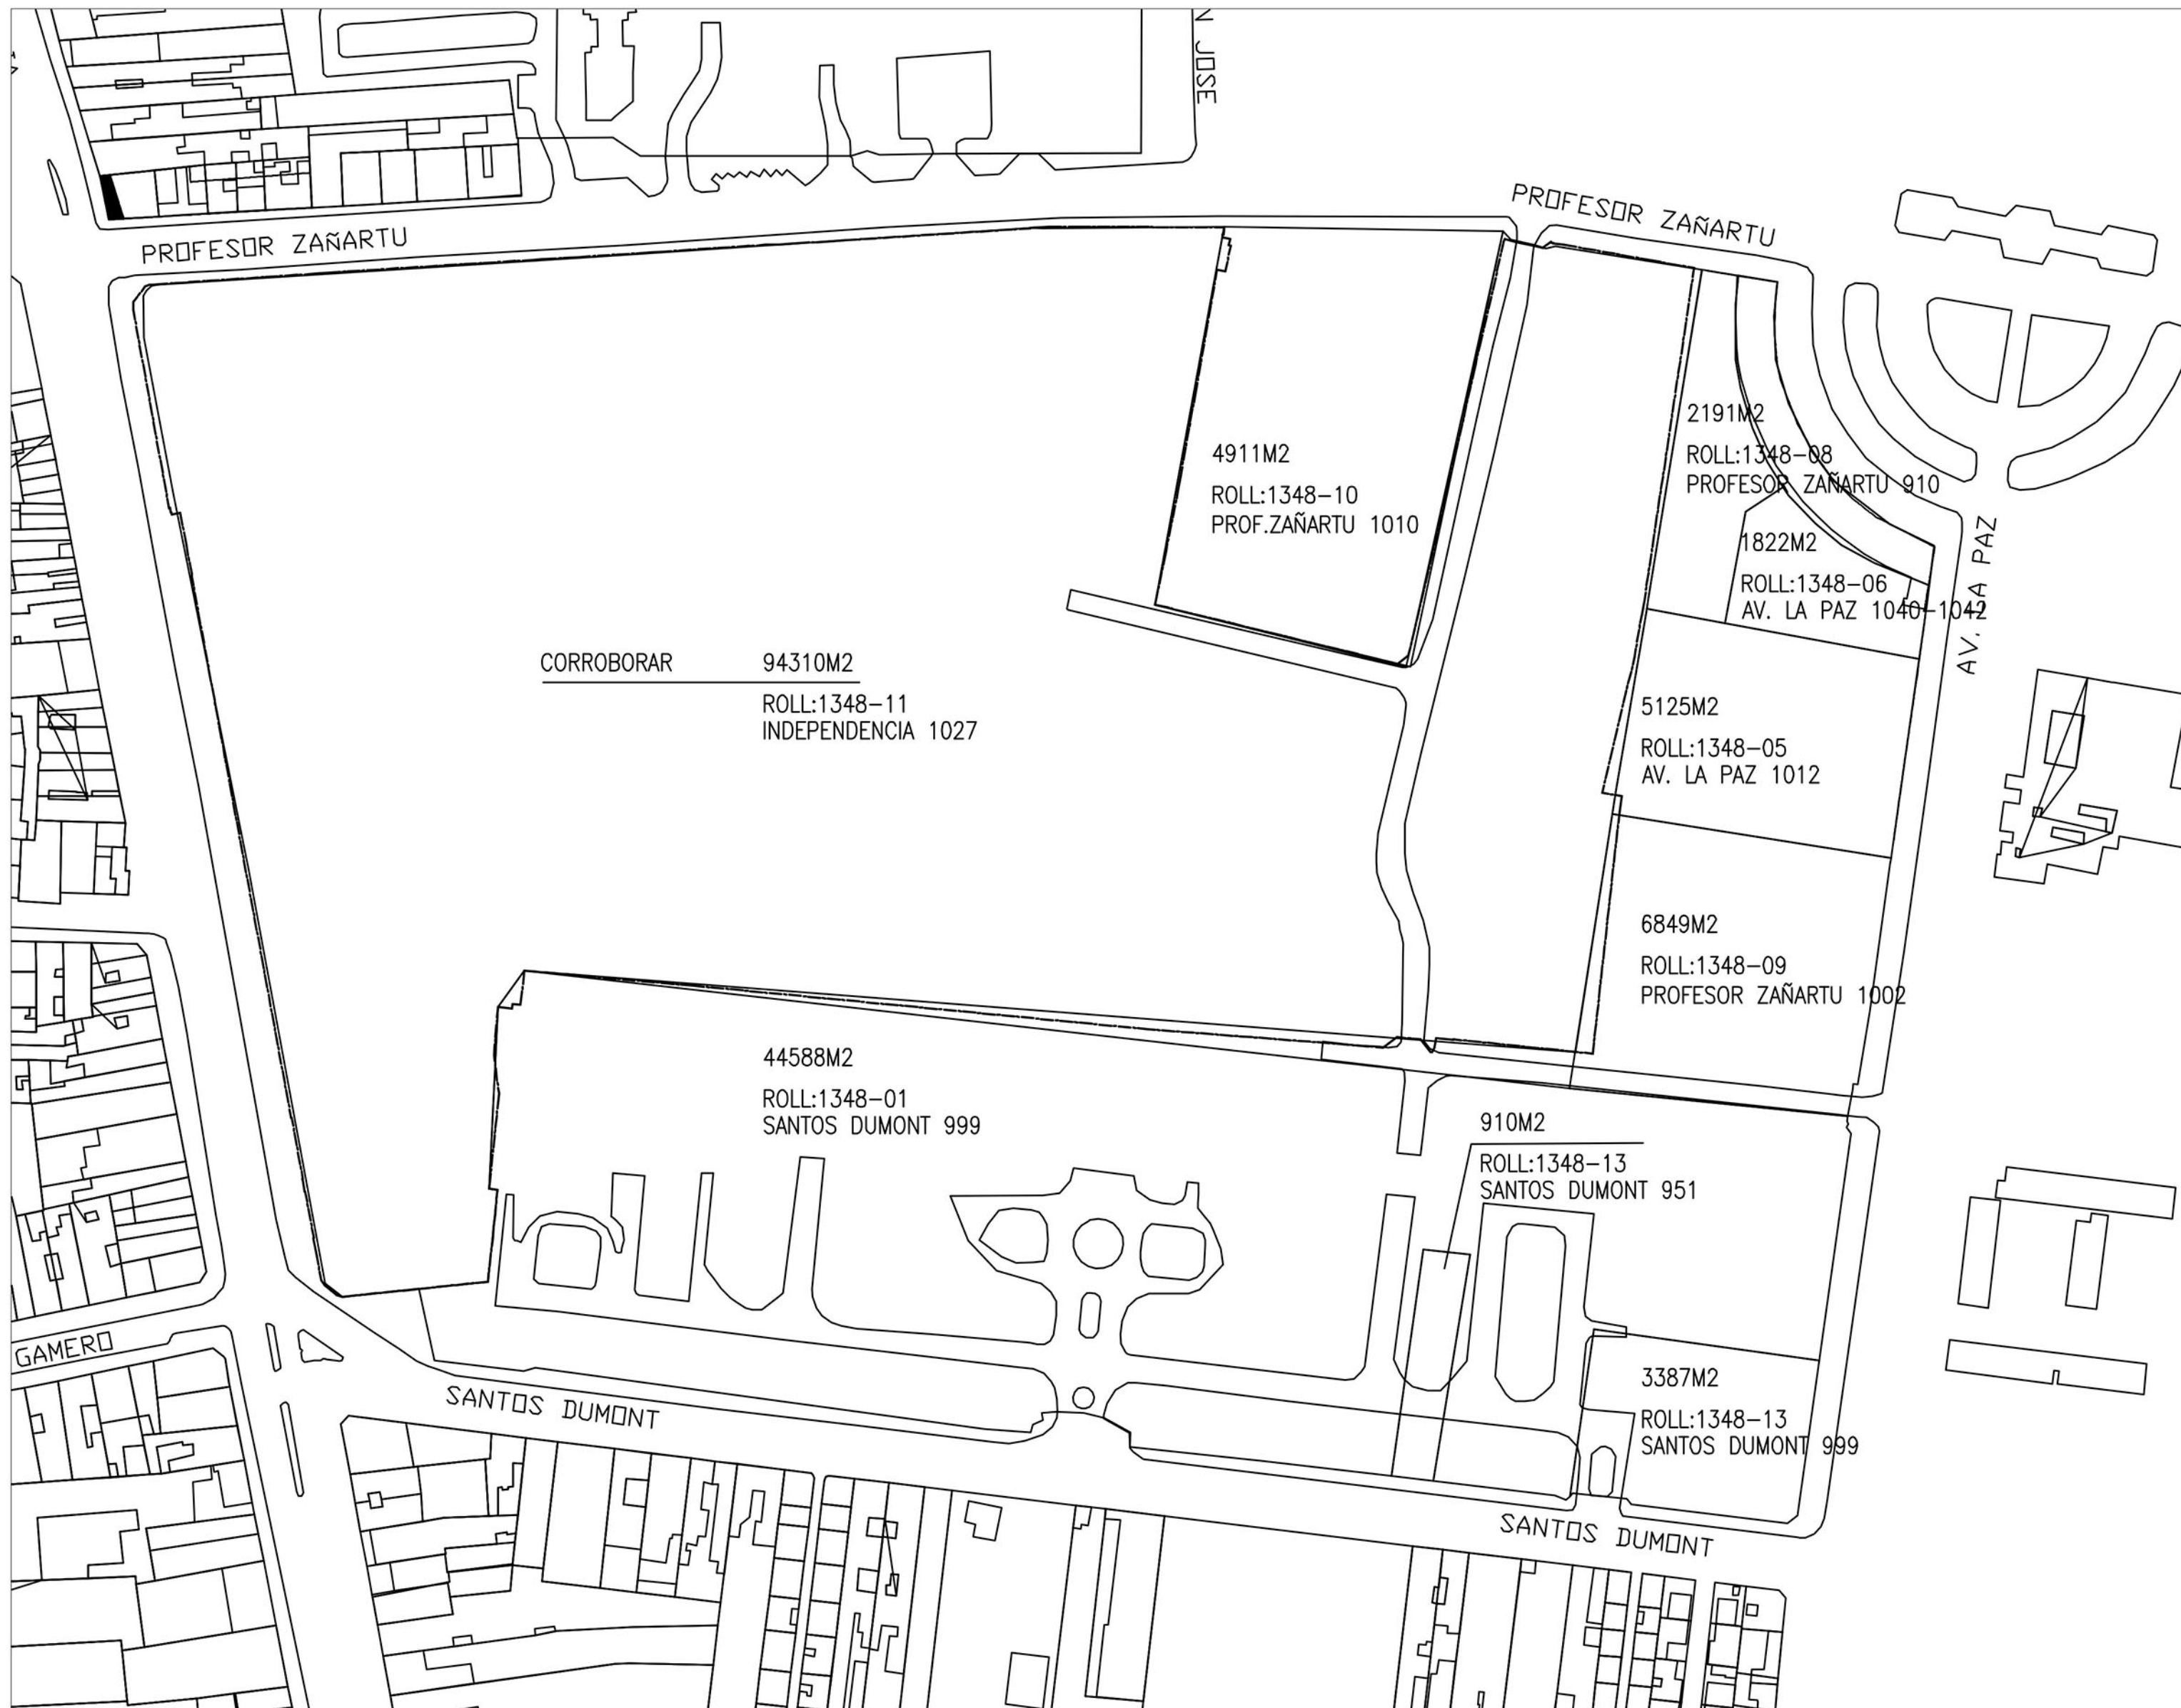 N JOSE
PROFESOR ZAÑARTU
PROFESOR ZAÑARTU
2191M2
ROLL:1348-08
PROFESOR ZAÑARTU 910
4911M2
ROLL:1348-10
PROF.ZAÑARTU 1010
1822M2
ROLL:1348-06
AV. LA PAZ 1040-1042
AV. LA PAZ
CORROBORAR 94310M2
ROLL:1348-11
INDEPENDENCIA 1027
5125M2
ROLL:1348-05
AV. LA PAZ 1012
6849M2
ROLL:1348-09
PROFESOR ZAÑARTU 1002
44588M2
ROLL:1348-01
SANTOS DUMONT 999
910M2
ROLL:1348-13
SANTOS DUMONT 951
GAMERO
3387M2
ROLL:1348-13
SANTOS DUMONT 999
SANTOS DUMONT
SANTOS DUMONT